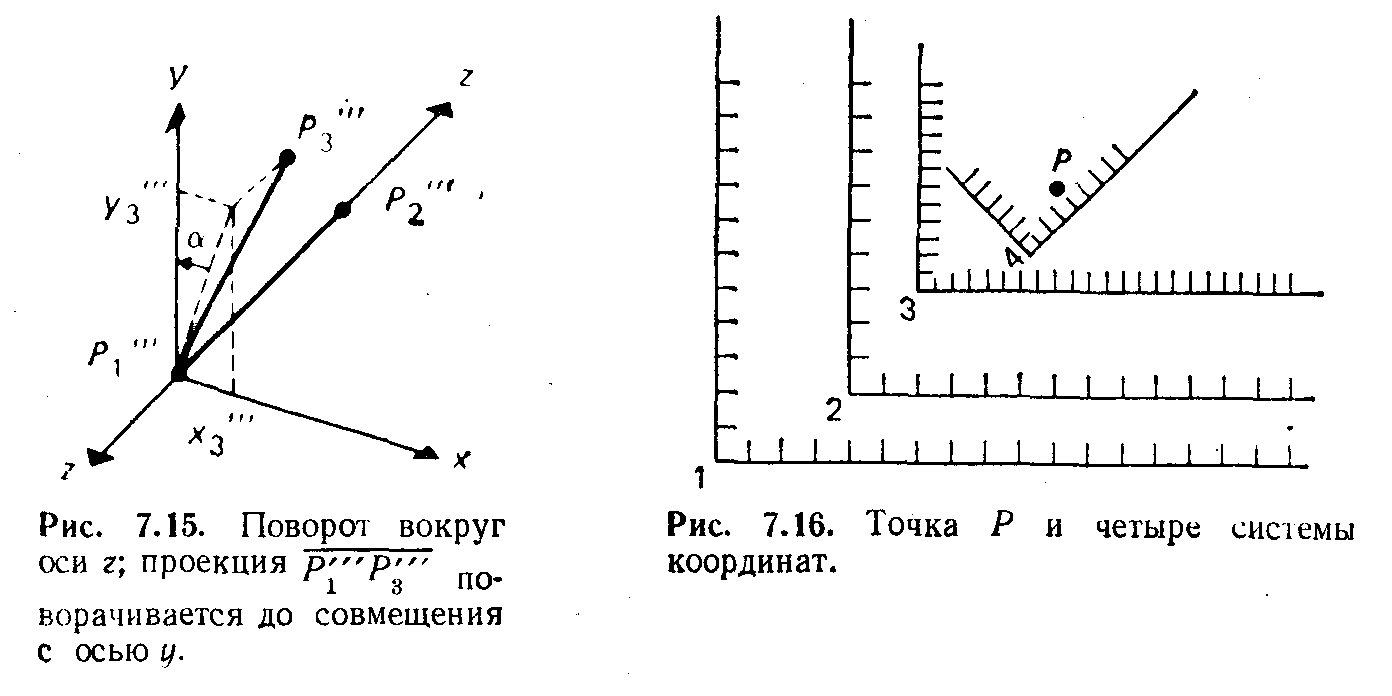 y
z
P₃'''
y₃'''
P₂'''
α
P₁'''
x₃'''
z
x
Рис. 7.15. Поворот вокруг
оси z; проекция P₁'''P₃''' по-
ворачивается до совмещения
с осью y.
P
4
3
2
1
Рис. 7.16. Точка P и четыре системы
координат.